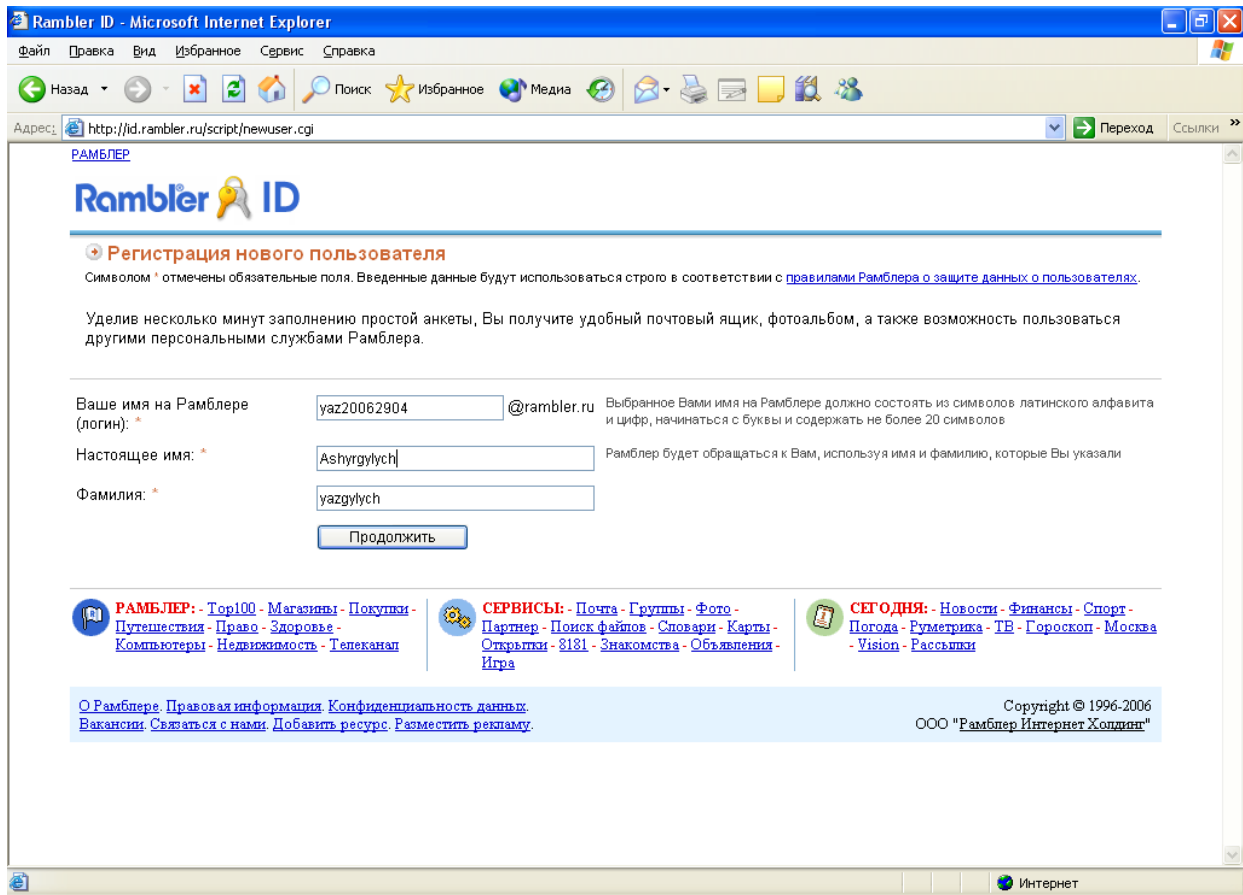 Rambler ID - Microsoft Internet Explorer
Файл Правка Вид Избранное Сервис Справка
Назад Поиск Избранное Медиа
Адрес: http://id.rambler.ru/script/newuser.cgi Переход Ссылки »
РАМБЛЕР
Rambler ID
Регистрация нового пользователя
Символом * отмечены обязательные поля. Введенные данные будут использоваться строго в соответствии с правилами Рамблера о защите данных о пользователях.
Уделив несколько минут заполнению простой анкеты, Вы получите удобный почтовый ящик, фотоальбом, а также возможность пользоваться
другими персональными службами Рамблера.
Ваше имя на Рамблере
(логин): *
yaz20062904 @rambler.ru
Выбранное Вами имя на Рамблере должно состоять из символов латинского алфавита
и цифр, начинаться с буквы и содержать не более 20 символов
Настоящее имя: * Ashyrgylych
Рамблер будет обращаться к Вам, используя имя и фамилию, которые Вы указали
Фамилия: * yazgylych
Продолжить
РАМБЛЕР: - Top100 - Магазины - Покупки -
Путешествия - Право - Здоровье -
Компьютеры - Недвижимость - Телеканал
СЕРВИСЫ: - Почта - Группы - Фото -
Партнер - Поиск файлов - Словари - Карты -
Открытки - 8181 - Знакомства - Объявления -
Игра
СЕГОДНЯ: - Новости - Финансы - Спорт -
Погода - Руметрика - ТВ - Гороскоп - Москва
- Vision - Рассылки
О Рамблере. Правовая информация. Конфиденциальность данных.
Вакансии. Связаться с нами. Добавить ресурс. Разместить рекламу.
Copyright © 1996-2006
ООО "Рамблер Интернет Холдинг"
Интернет